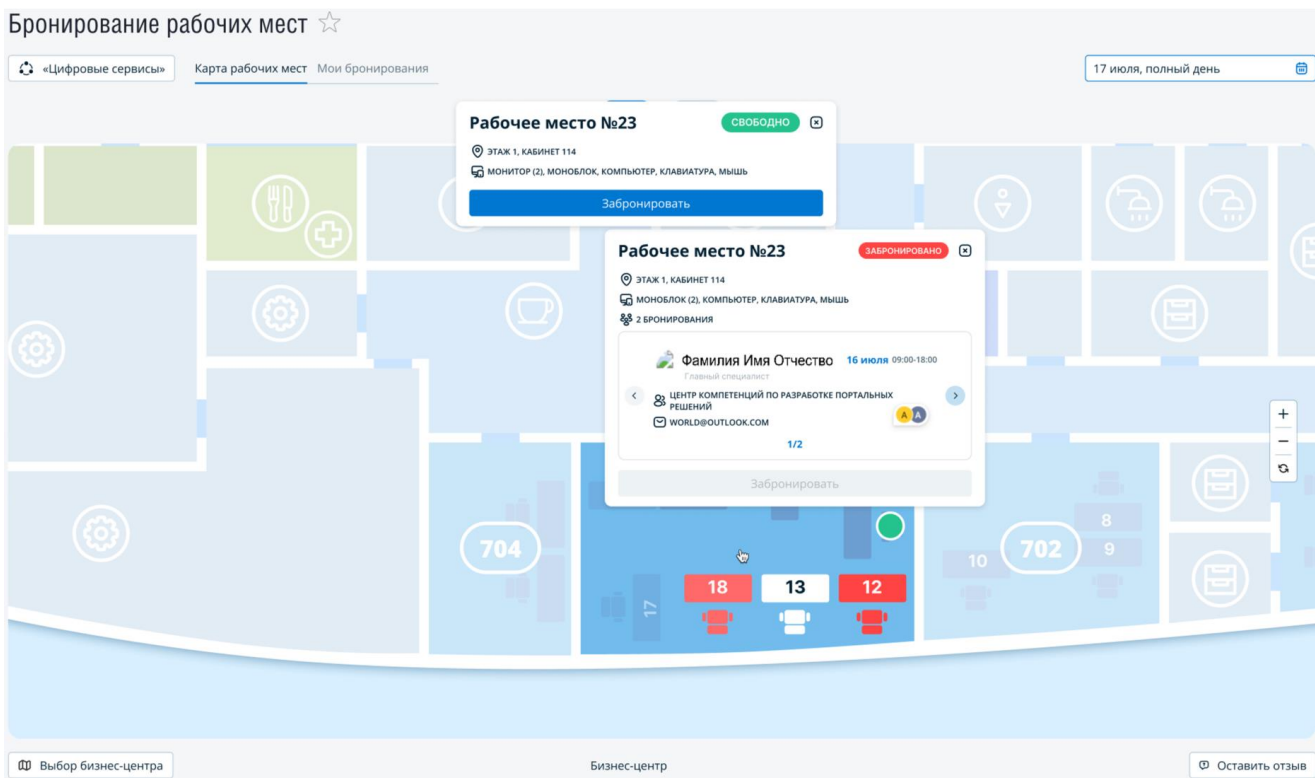 Бронирование рабочих мест
«Цифровые сервисы»
Карта рабочих мест
Мои бронирования
17 июля, полный день
Рабочее место №23
СВОБОДНО
ЭТАЖ 1, КАБИНЕТ 114
МОНИТОР (2), МОНОБЛОК, КОМПЬЮТЕР, КЛАВИАТУРА, МЫШЬ
Забронировать
Рабочее место №23
ЗАБРОНИРОВАНО
ЭТАЖ 1, КАБИНЕТ 114
МОНОБЛОК (2), КОМПЬЮТЕР, КЛАВИАТУРА, МЫШЬ
2 БРОНИРОВАНИЯ
Фамилия Имя Отчество
16 июля 09:00-18:00
Главный специалист
ЦЕНТР КОМПЕТЕНЦИЙ ПО РАЗРАБОТКЕ ПОРТАЛЬНЫХ
РЕШЕНИЙ
A A
WORLD@OUTLOOK.COM
1/2
Забронировать
704
702
8
9
10
17
18
13
12
Выбор бизнес-центра
Бизнес-центр
Оставить отзыв